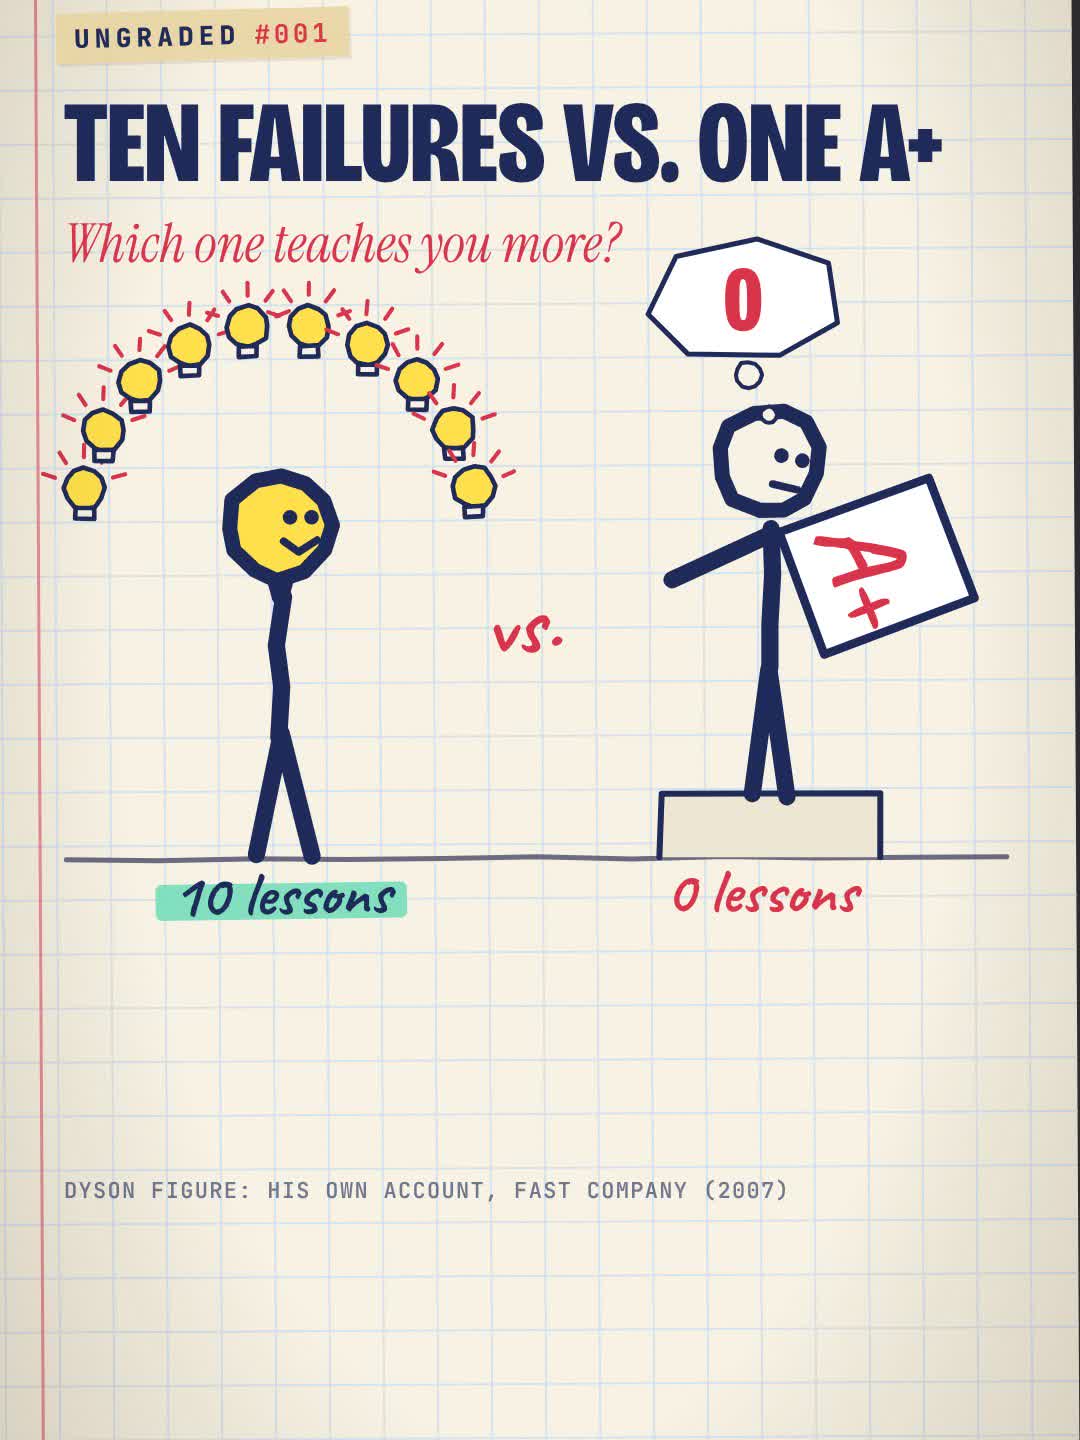 UNGRADED #001
TEN FAILURES VS. ONE A+
Which one teaches you more?
0
A+
vs.
10 lessons
0 lessons
DYSON FIGURE: HIS OWN ACCOUNT, FAST COMPANY (2007)